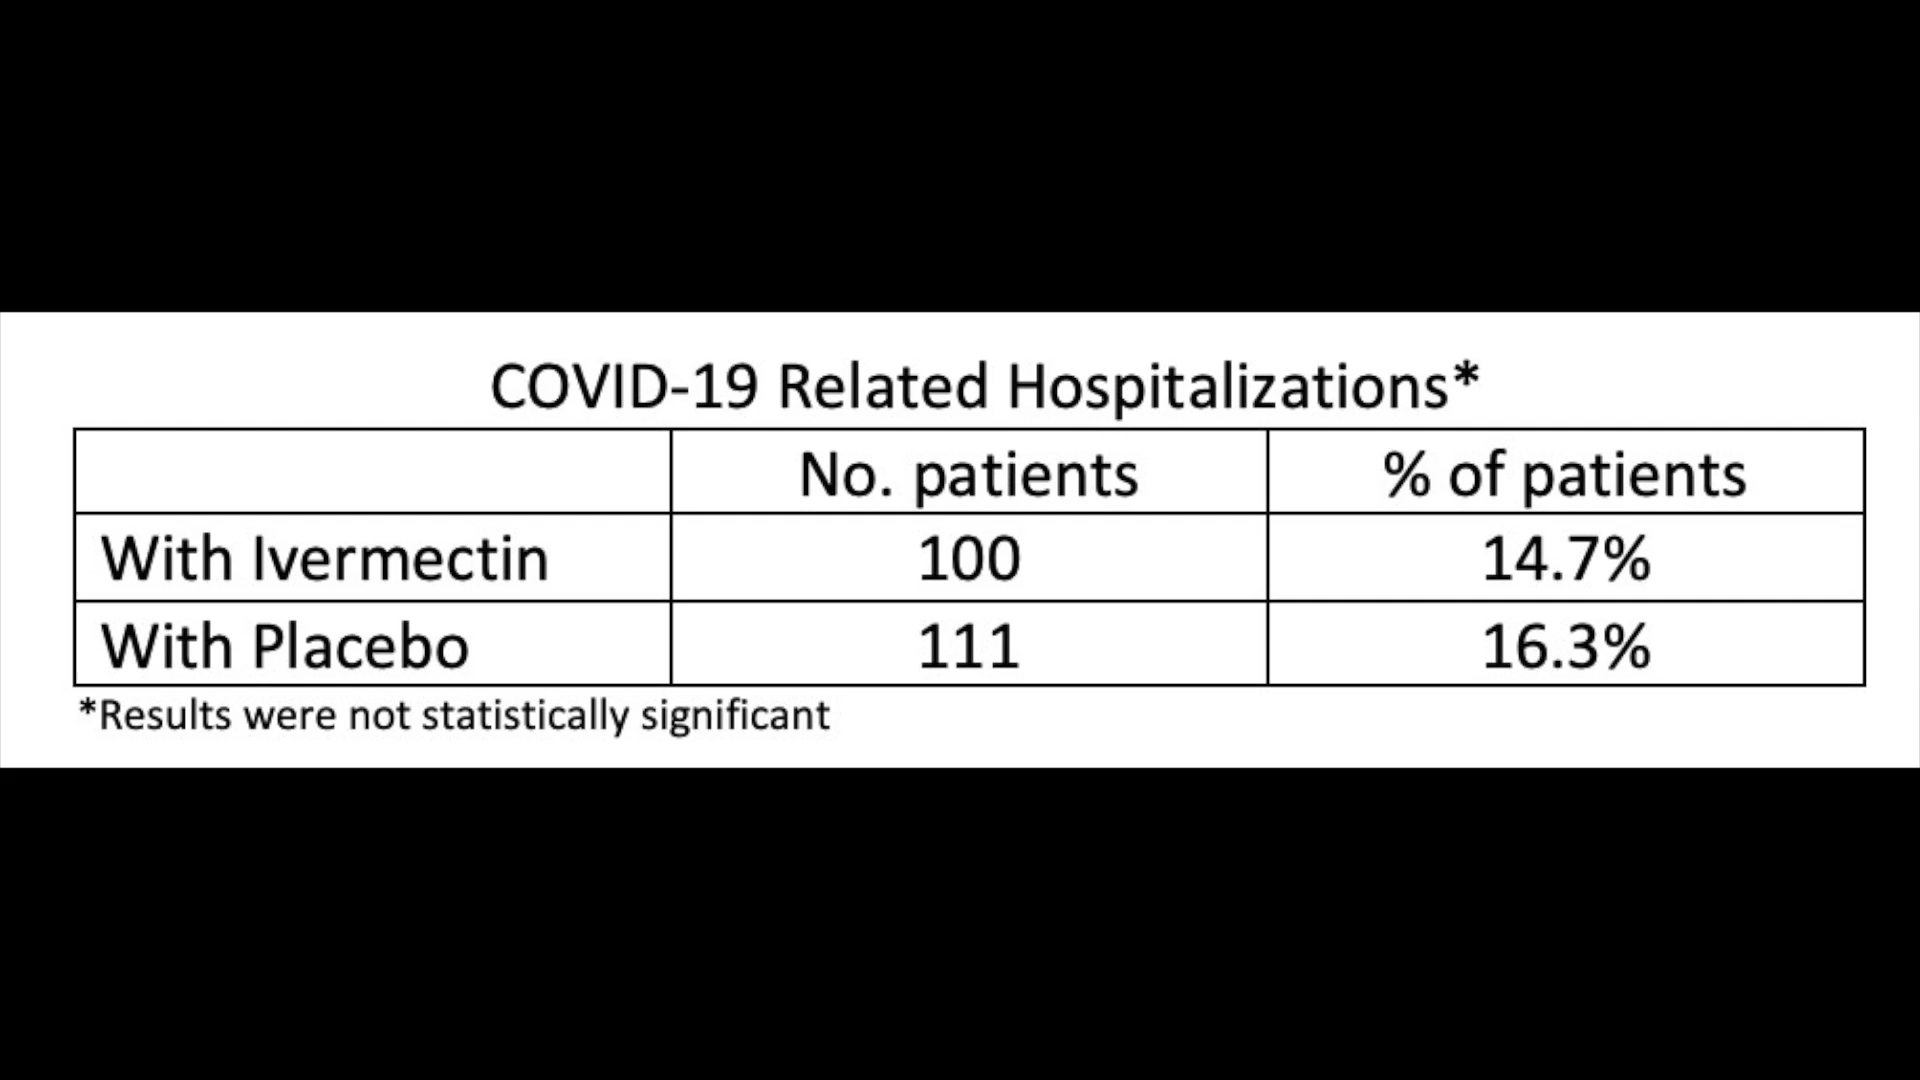 COVID-19 Related Hospitalizations*
No. patients % of patients
With Ivermectin 100 14.7%
With Placebo 111 16.3%
*Results were not statistically significant